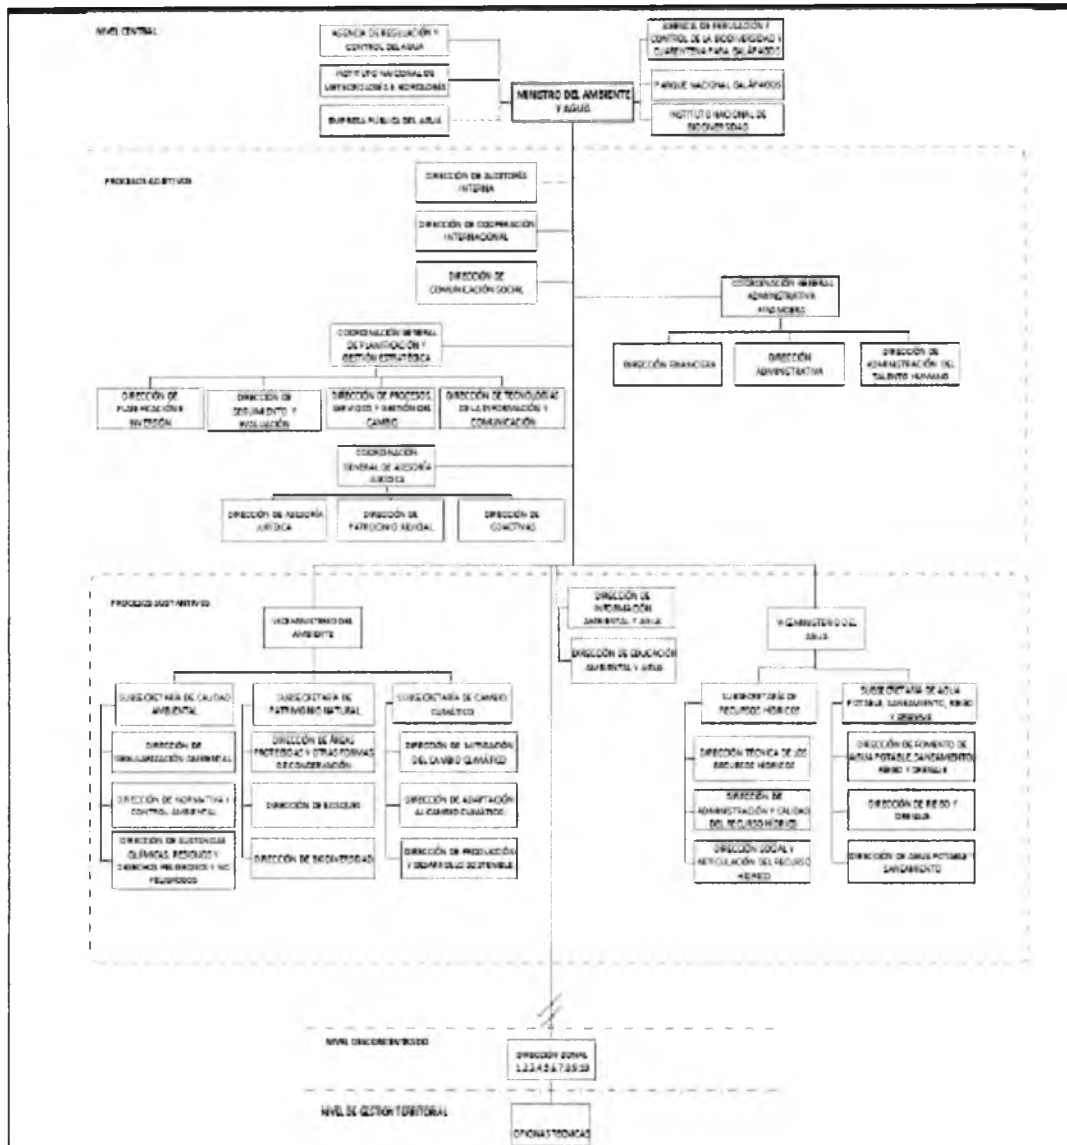 NIVEL CENTRAL
AGENCIA DE REGULACIÓN Y
CONTROL DEL AGUA
INSTITUTO NACIONAL DE
METEOROLOGÍA E HIDROLOGÍA
EMPRESA PÚBLICA DEL AGUA
MINISTRO DEL AMBIENTE
Y AGUA
AGENCIA DE REGULACIÓN Y
CONTROL DE LA BIOSEGURIDAD Y
CUARENTENA PARA GALÁPAGOS
PARQUE NACIONAL GALÁPAGOS
INSTITUTO NACIONAL DE
BIODIVERSIDAD
PROCESOS ADJETIVOS
DIRECCIÓN DE AUDITORÍA
INTERNA
DIRECCIÓN DE COOPERACIÓN
INTERNACIONAL
DIRECCIÓN DE
COMUNICACIÓN SOCIAL
COORDINACIÓN GENERAL
ADMINISTRATIVA
FINANCIERA
DIRECCIÓN FINANCIERA
DIRECCIÓN
ADMINISTRATIVA
DIRECCIÓN DE
ADMINISTRACIÓN DEL
TALENTO HUMANO
COORDINACIÓN GENERAL
DE PLANIFICACIÓN Y
GESTIÓN ESTRATÉGICA
DIRECCIÓN DE
PLANIFICACIÓN E
INVERSIÓN
DIRECCIÓN DE
SEGUIMIENTO Y
EVALUACIÓN
DIRECCIÓN DE PROCESOS,
SERVICIOS Y GESTIÓN DEL
CAMBIO
DIRECCIÓN DE TECNOLOGÍAS
DE LA INFORMACIÓN Y
COMUNICACIÓN
COORDINACIÓN
GENERAL DE ASESORÍA
JURÍDICA
DIRECCIÓN DE ASESORÍA
JURÍDICA
DIRECCIÓN DE
PATROCINIO JUDICIAL
DIRECCIÓN DE
COACTIVAS
PROCESOS SUSTANTIVOS
VICEMINISTERIO DEL
AMBIENTE
DIRECCIÓN DE
INFORMACIÓN
AMBIENTAL Y AGUA
DIRECCIÓN DE EDUCACIÓN
AMBIENTAL Y AGUA
VICEMINISTERIO DEL
AGUA
SUBSECRETARÍA DE CALIDAD
AMBIENTAL
DIRECCIÓN DE
REGULARIZACIÓN AMBIENTAL
DIRECCIÓN DE NORMATIVA Y
CONTROL AMBIENTAL
DIRECCIÓN DE SUSTANCIAS
QUÍMICAS, RESIDUOS Y
DESECHOS PELIGROSOS Y NO
PELIGROSOS
SUBSECRETARÍA DE
PATRIMONIO NATURAL
DIRECCIÓN DE ÁREAS
PROTEGIDAS Y OTRAS FORMAS
DE CONSERVACIÓN
DIRECCIÓN DE BOSQUES
DIRECCIÓN DE BIODIVERSIDAD
SUBSECRETARÍA DE CAMBIO
CLIMÁTICO
DIRECCIÓN DE MITIGACIÓN
DEL CAMBIO CLIMÁTICO
DIRECCIÓN DE ADAPTACIÓN
AL CAMBIO CLIMÁTICO
DIRECCIÓN DE PRODUCCIÓN
Y DESARROLLO SOSTENIBLE
SUBSECRETARÍA DE
RECURSOS HÍDRICOS
DIRECCIÓN TÉCNICA DE LOS
RECURSOS HÍDRICOS
DIRECCIÓN DE
ADMINISTRACIÓN Y CALIDAD
DEL RECURSO HÍDRICO
DIRECCIÓN SOCIAL Y
ARTICULACIÓN DEL RECURSO
HÍDRICO
SUBSECRETARÍA DE AGUA
POTABLE, SANEAMIENTO, RIEGO
Y DRENAJE
DIRECCIÓN DE FOMENTO DE
AGUA POTABLE, SANEAMIENTO,
RIEGO Y DRENAJE
DIRECCIÓN DE RIEGO Y
DRENAJE
DIRECCIÓN DE AGUA POTABLE Y
SANEAMIENTO
NIVEL DESCONCENTRADO
DIRECCIÓN ZONAL
1,2,3,4,5,6,7,8,9,10
NIVEL DE GESTIÓN TERRITORIAL
OFICINAS TÉCNICAS